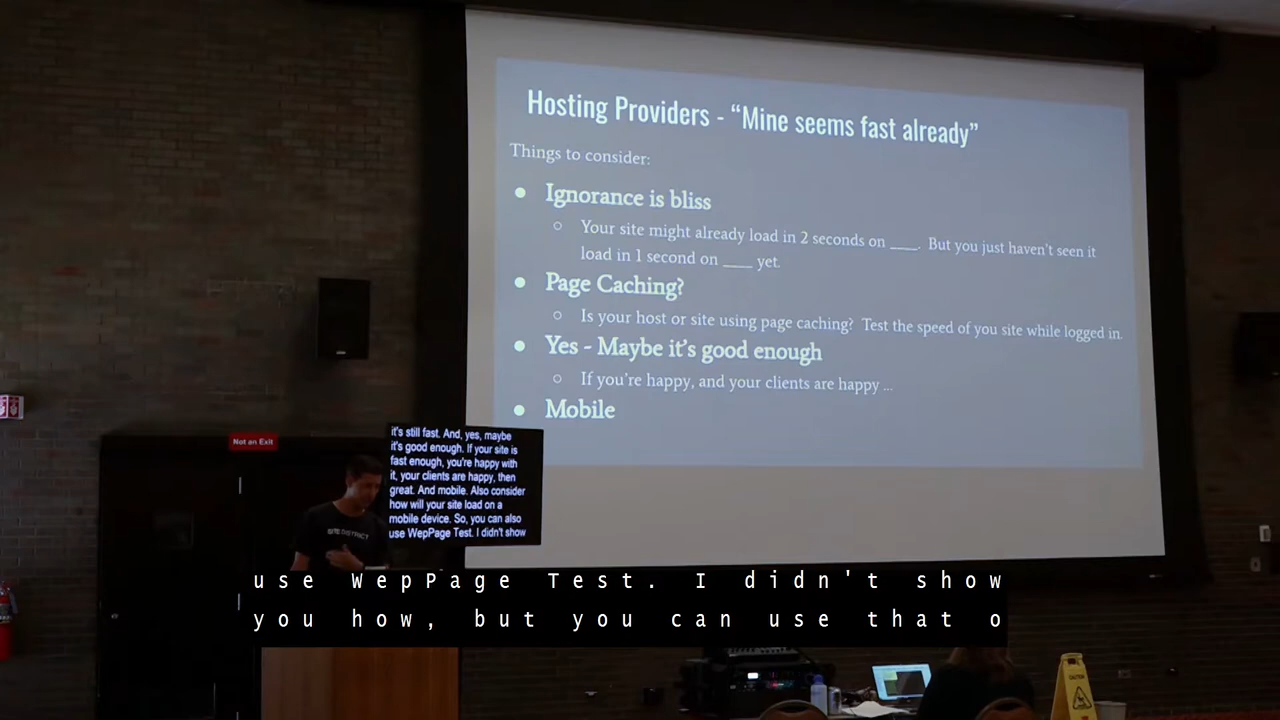 Hosting Providers - “Mine seems fast already”
Things to consider:
● Ignorance is bliss
○ Your site might already load in 2 seconds on ____. But you just haven't seen it
load in 1 second on ____ yet.
● Page Caching?
○ Is your host or site using page caching? Test the speed of you site while logged in.
● Yes - Maybe it's good enough
○ If you're happy, and your clients are happy ...
● Mobile
Not an Exit
it's still fast. And, yes, maybe
it's good enough. If your site is
fast enough, you're happy with
it, your clients are happy, then
great. And mobile. Also consider
how will your site load on a
mobile device. So, you can also
use WepPage Test. I didn't show
DISTRICT
use WepPage Test. I didn't show
you how, but you can use that o
CAUTION